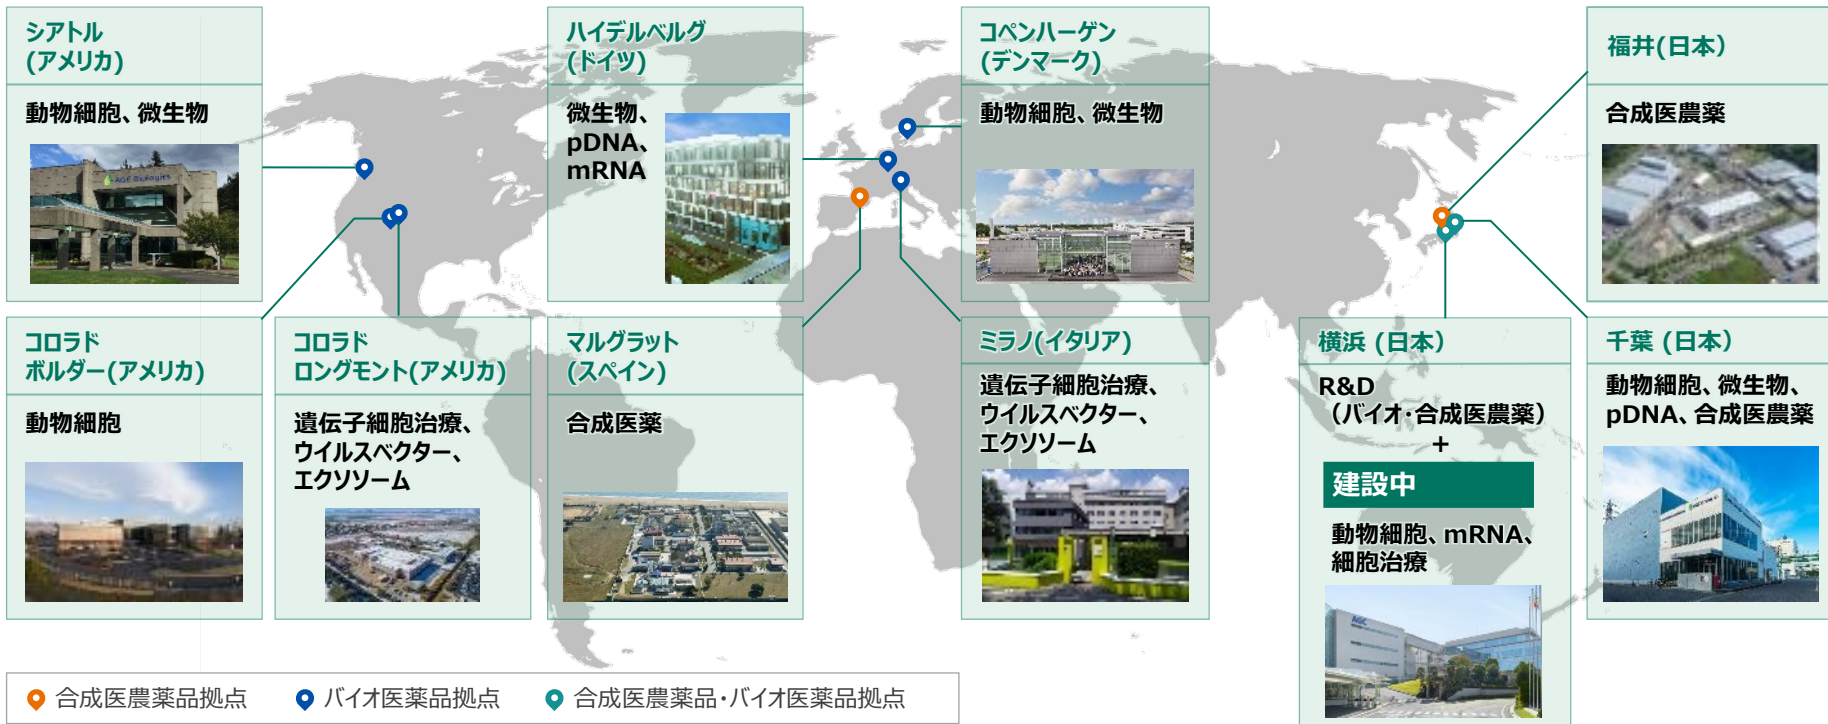 シアトル
(アメリカ)
動物細胞、微生物
AGC Biologics
ハイデルベルグ
(ドイツ)
微生物、
pDNA、
mRNA
コペンハーゲン
(デンマーク)
動物細胞、微生物
福井(日本)
合成医農薬
コロラド
ボルダー(アメリカ)
動物細胞
コロラド
ロングモント(アメリカ)
遺伝子細胞治療、
ウイルスベクター、
エクソソーム
マルグラット
(スペイン)
合成医薬
ミラノ(イタリア)
遺伝子細胞治療、
ウイルスベクター、
エクソソーム
横浜 (日本)
R&D
(バイオ・合成医農薬)
+
建設中
動物細胞、mRNA、
細胞治療
AGC
千葉 (日本)
動物細胞、微生物、
pDNA、合成医農薬
合成医農薬品拠点
バイオ医薬品拠点
合成医農薬品・バイオ医薬品拠点